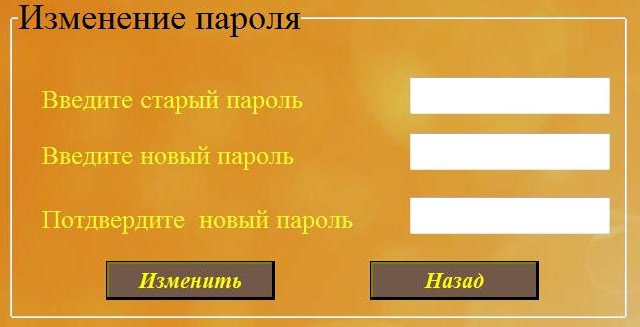 Изменение пароля
Введите старый пароль
Введите новый пароль
Потдвердите новый пароль
Изменить
Назад